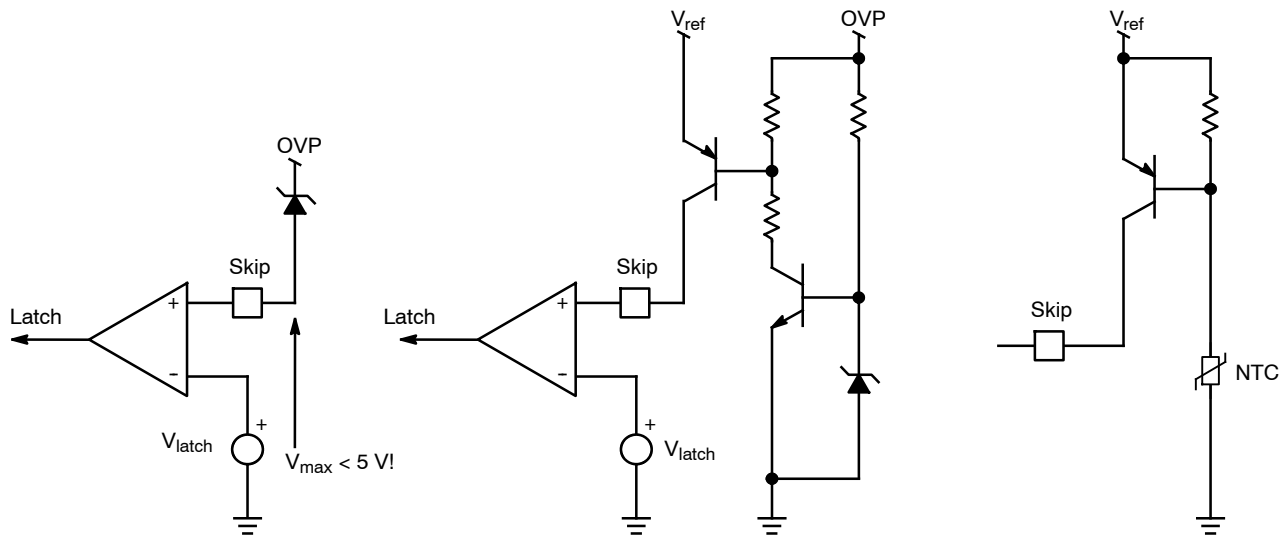 V_ref
OVP
V_ref
OVP
Skip
+
Latch
-
V_latch
+
V_max < 5 V!
Skip
+
Latch
-
+
V_latch
Skip
NTC